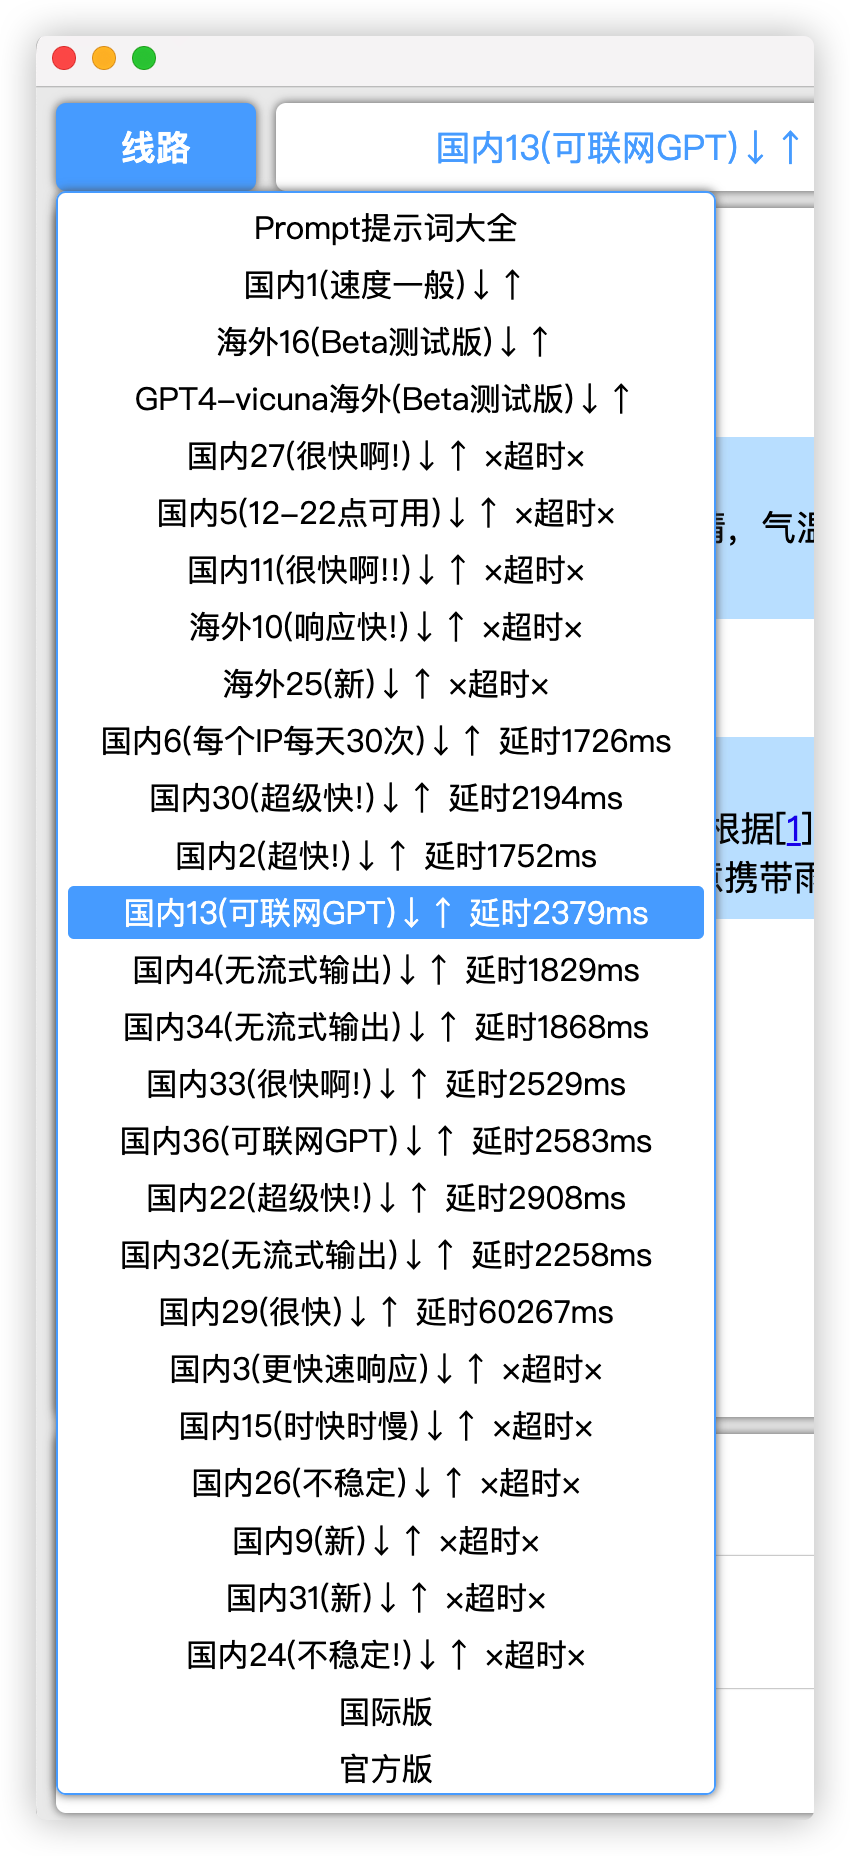 线路
国内13(可联网GPT)↓↑
Prompt提示词大全
国内1(速度一般)↓↑
海外16(Beta测试版)↓↑
GPT4-vicuna海外(Beta测试版)↓↑
国内27(很快啊!)↓↑ ×超时×
国内5(12-22点可用)↓↑ ×超时×
晴，气温
国内11(很快啊!!)↓↑ ×超时×
海外10(响应快!)↓↑ ×超时×
海外25(新)↓↑ ×超时×
国内6(每个IP每天30次)↓↑ 延时1726ms
国内30(超级快!)↓↑ 延时2194ms
根据[1]
国内2(超快!)↓↑ 延时1752ms
意携带雨
国内13(可联网GPT)↓↑ 延时2379ms
国内4(无流式输出)↓↑ 延时1829ms
国内34(无流式输出)↓↑ 延时1868ms
国内33(很快啊!)↓↑ 延时2529ms
国内36(可联网GPT)↓↑ 延时2583ms
国内22(超级快!)↓↑ 延时2908ms
国内32(无流式输出)↓↑ 延时2258ms
国内29(很快)↓↑ 延时60267ms
国内3(更快速响应)↓↑ ×超时×
国内15(时快时慢)↓↑ ×超时×
国内26(不稳定)↓↑ ×超时×
国内9(新)↓↑ ×超时×
国内31(新)↓↑ ×超时×
国内24(不稳定!)↓↑ ×超时×
国际版
官方版